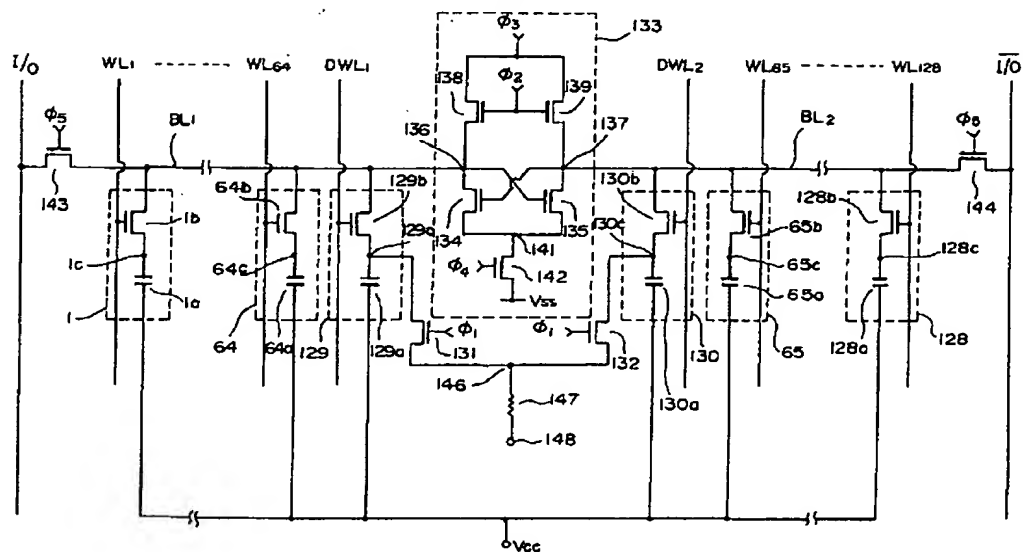 ϕ3
133
I/O WL1 WL64 DWL1 138 ϕ2 139 DWL2 WL65 WL128 I/O
ϕ5 BL1 136 137 BL2 ϕ6
143 64b 129b 130b 128b 144
1b 129c 134 135 130c 65b
1c 64c 141 65c 128c
ϕ4 142
1a Vss 65a
1 64 64a 129 129a ϕ1 131 ϕ1 132 130 65 128a 128
146 130a
147
148
Vcc